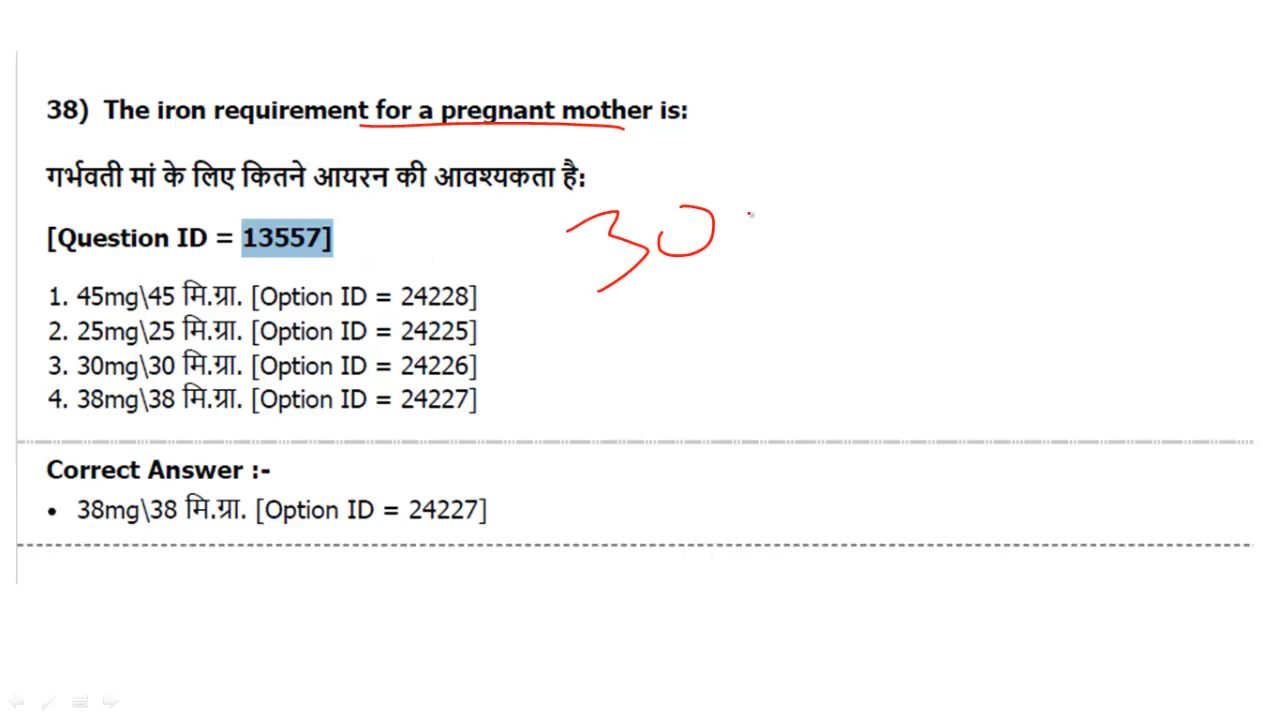 38) The iron requirement for a pregnant mother is:
गर्भवती मां के लिए कितने आयरन की आवश्यकता है:
[Question ID = 13557]
30
1. 45mg\45 मि.ग्रा. [Option ID = 24228]
2. 25mg\25 मि.ग्रा. [Option ID = 24225]
3. 30mg\30 मि.ग्रा. [Option ID = 24226]
4. 38mg\38 मि.ग्रा. [Option ID = 24227]
Correct Answer :-
• 38mg\38 मि.ग्रा. [Option ID = 24227]